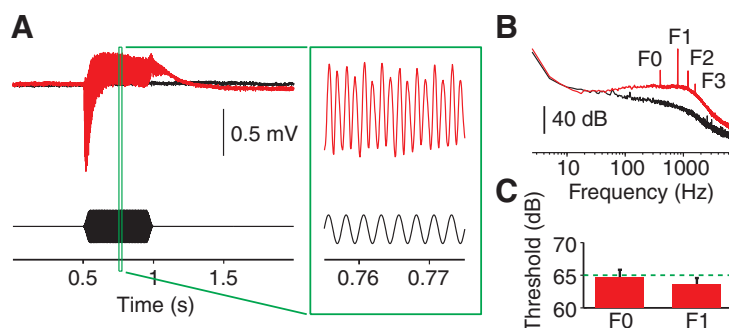 A
0.5 mV
0.5
1
1.5
Time (s)
0.76
0.77
B
F0
F1
F2
F3
40 dB
10
100
1000
Frequency (Hz)
C
Threshold (dB)
70
65
60
F0
F1